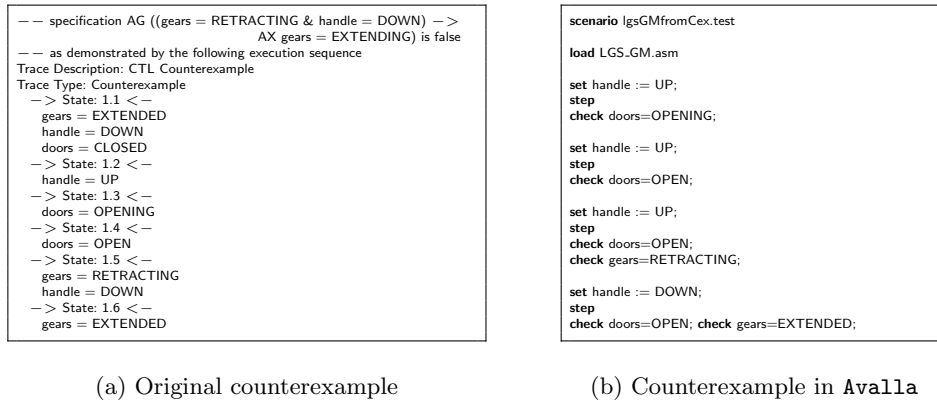 −− specification AG ((gears = RETRACTING & handle = DOWN) −>
AX gears = EXTENDING) is false
−− as demonstrated by the following execution sequence
Trace Description: CTL Counterexample
Trace Type: Counterexample
−> State: 1.1 <−
gears = EXTENDED
handle = DOWN
doors = CLOSED
−> State: 1.2 <−
handle = UP
−> State: 1.3 <−
doors = OPENING
−> State: 1.4 <−
doors = OPEN
−> State: 1.5 <−
gears = RETRACTING
handle = DOWN
−> State: 1.6 <−
gears = EXTENDED
(a) Original counterexample
scenario lgsGMfromCex.test
load LGS_GM.asm
set handle := UP;
step
check doors=OPENING;
set handle := UP;
step
check doors=OPEN;
set handle := UP;
step
check doors=OPEN;
check gears=RETRACTING;
set handle := DOWN;
step
check doors=OPEN; check gears=EXTENDED;
(b) Counterexample in Avalla